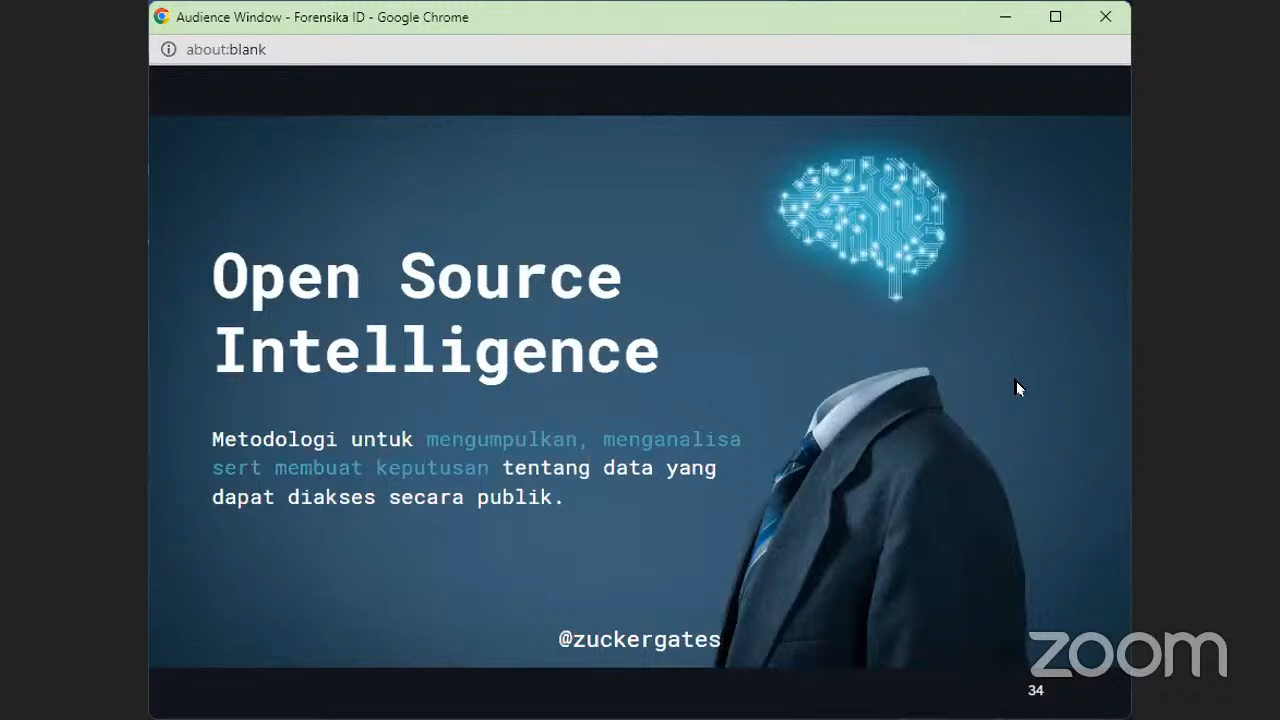 Audience Window - Forensika ID - Google Chrome
about:blank
Open Source
Intelligence
Metodologi untuk mengumpulkan, menganalisa
sert membuat keputusan tentang data yang
dapat diakses secara publik.
@zuckergates
zoom
34